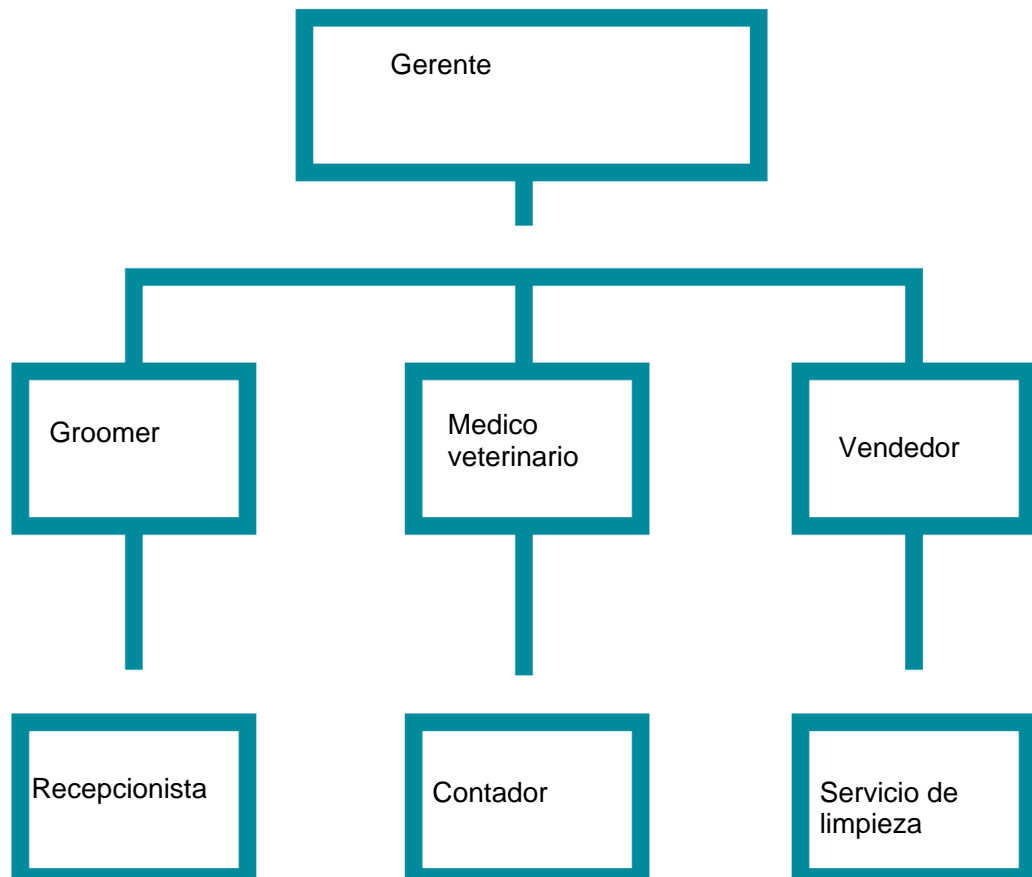 Gerente
Groomer
Medico
veterinario
Vendedor
Recepcionista
Contador
Servicio de
limpieza